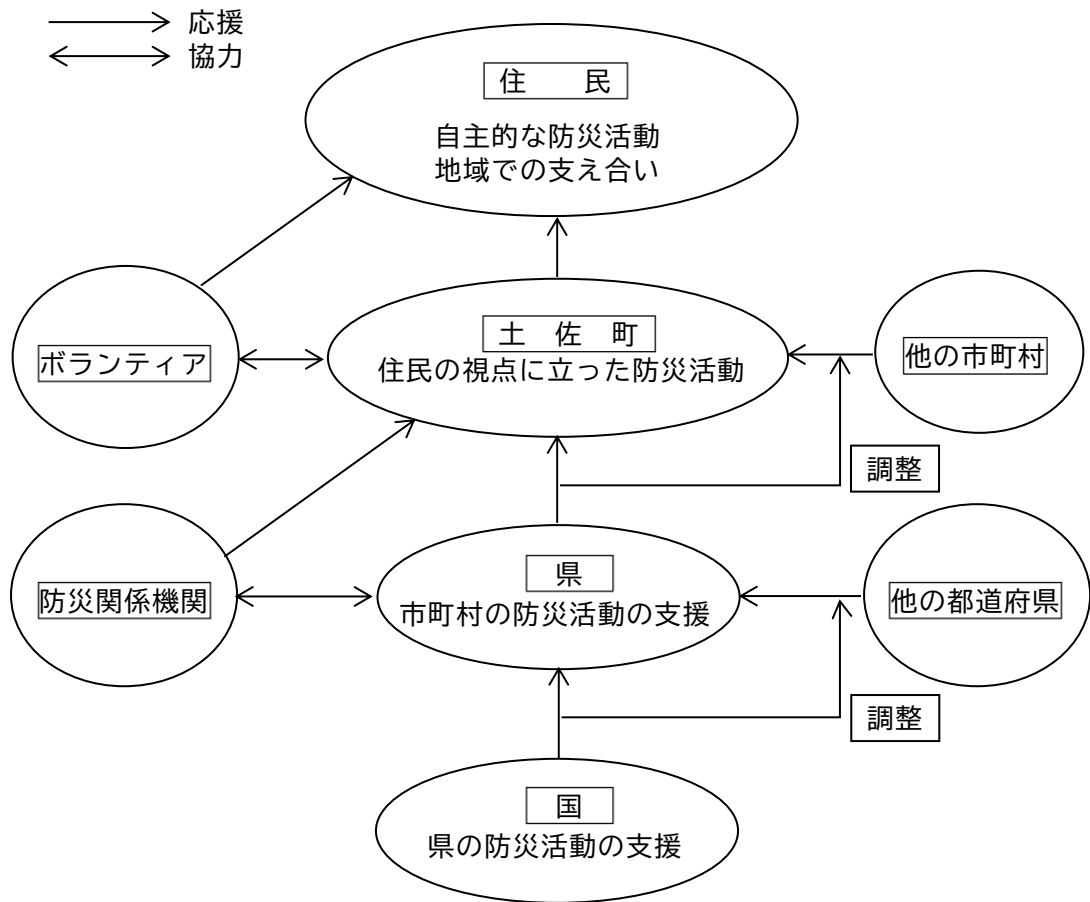 応援
協力
住　　民
自主的な防災活動
地域での支え合い
ボランティア
土　佐　町
住民の視点に立った防災活動
他の市町村
調整
防災関係機関
県
市町村の防災活動の支援
他の都道府県
調整
国
県の防災活動の支援